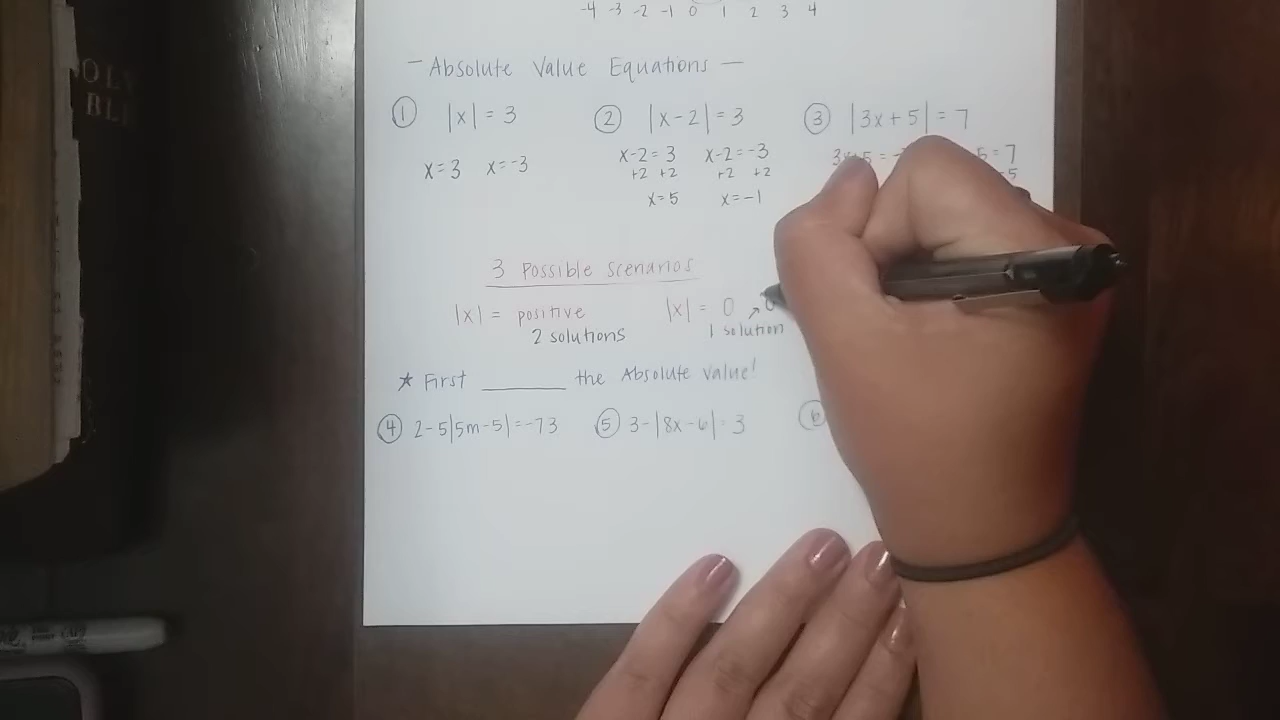 -4 -3 -2 -1 0 1 2 3 4
— Absolute Value Equations —
① |x| = 3 ② |x-2| = 3 ③ |3x+5| = 7
x=3 x=-3
x-2=3 x-2=-3
+2 +2 +2 +2
x=5 x=-1
= 7
3 Possible Scenarios
|x| = positive |x| = 0
2 solutions 1 solution
★ First ______ the Absolute Value!
④ 2-5|5m-5|=-73 ⑤ 3-|8x-6|=3 ⑥